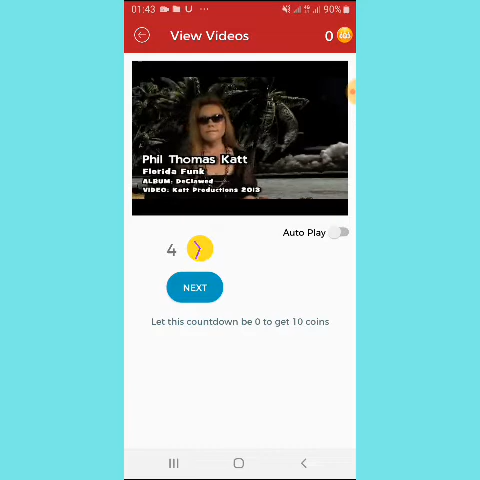 01:43 90%
View Videos 0
Phil Thomas Katt
Florida Funk
ALBUM: DeClawed
VIDEO: Katt Productions 2013
Auto Play
4
NEXT
Let this countdown be 0 to get 10 coins